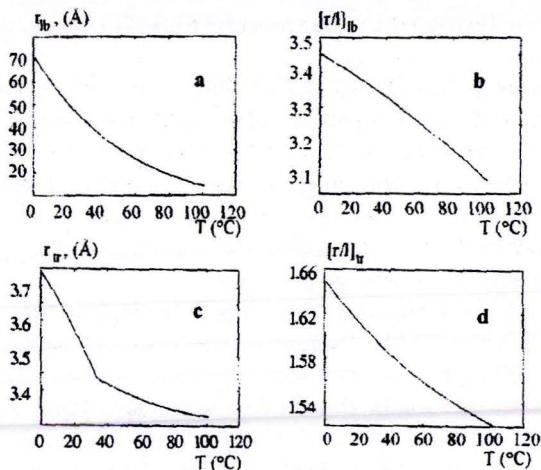 r_lb, (Å)
70
60
50
40
30
20
a
0 20 40 60 80 100 120
T (°C)
[r/l]_lb
3.5
3.4
3.3
3.2
3.1
b
0 20 40 60 80 100 120
T (°C)
r_tr, (Å)
3.7
3.6
3.5
3.4
c
0 20 40 60 80 100 120
T (°C)
[r/l]_tr
1.66
1.62
1.58
1.54
d
0 20 40 60 80 100 120
T (°C)